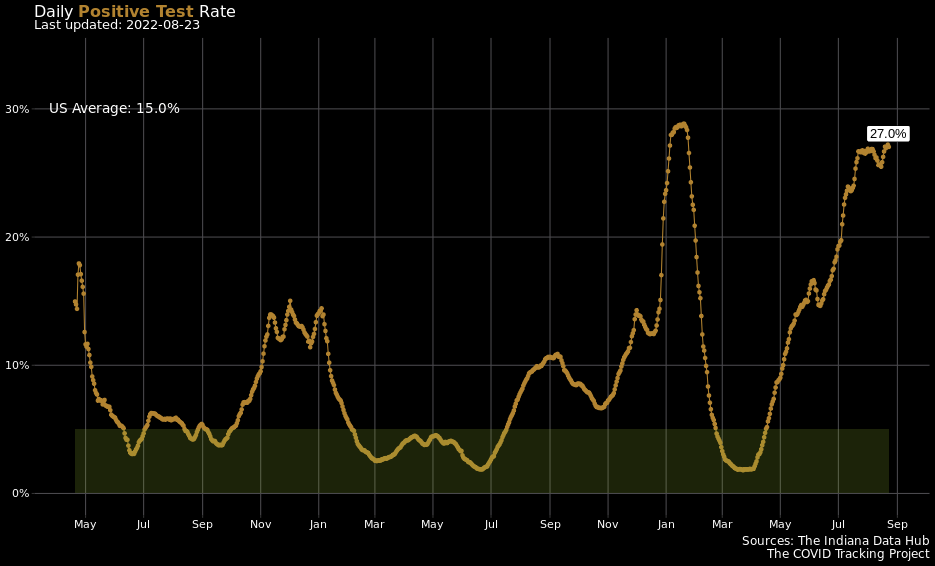 Daily Positive Test Rate
Last updated: 2022-08-23
30%
US Average: 15.0%
27.0%
20%
10%
0%
May Jul Sep Nov Jan Mar May Jul Sep Nov Jan Mar May Jul Sep
Sources: The Indiana Data Hub
The COVID Tracking Project